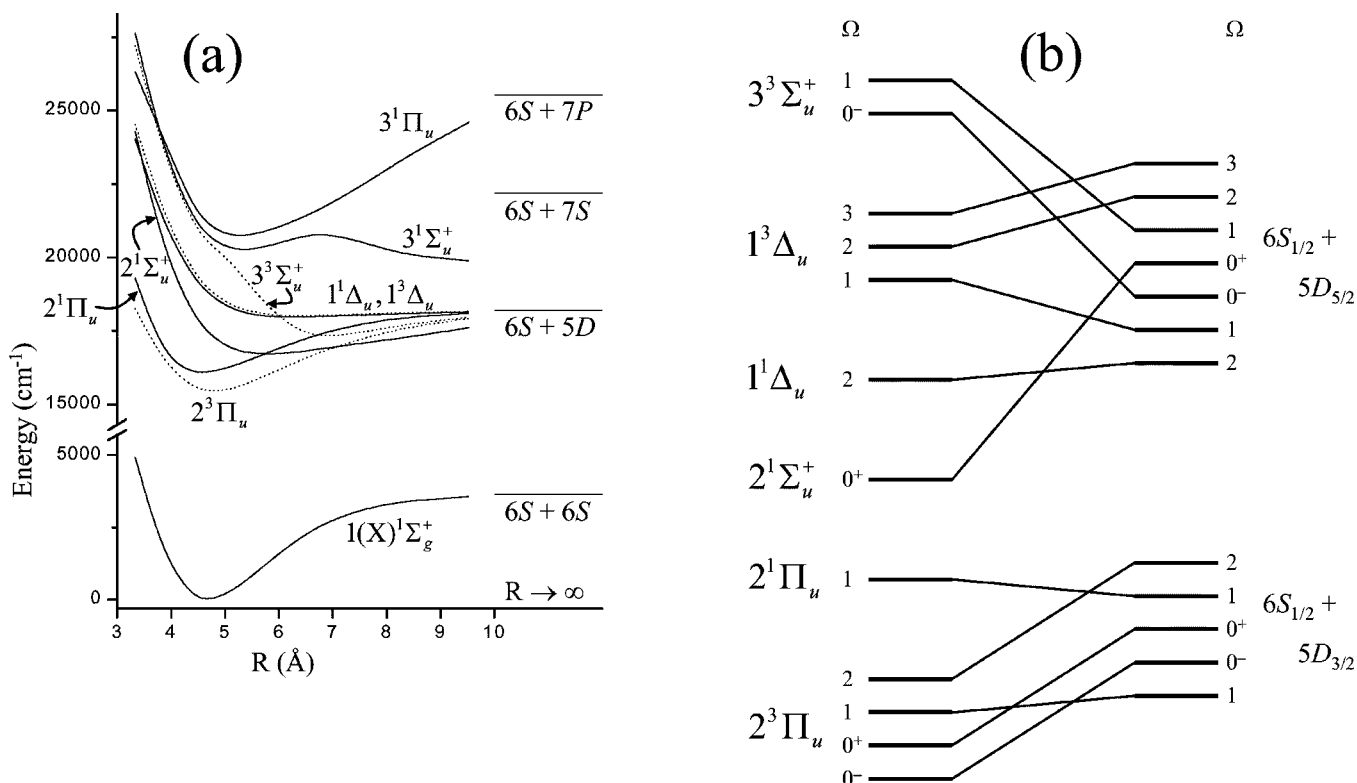 (a)
25000
20000
15000
5000
0
Energy (cm⁻¹)
3 4 5 6 7 8 9 10
R (Å)
3¹Πᵤ
6S + 7P
6S + 7S
3¹Σᵤ⁺
2¹Σᵤ⁺
3³Σᵤ⁺
1¹Δᵤ, 1³Δᵤ
2¹Πᵤ
6S + 5D
2³Πᵤ
6S + 6S
1(X)¹Σg⁺
R → ∞
(b)
Ω
Ω
3³Σᵤ⁺
1
0⁻
1³Δᵤ
3
2
1
1¹Δᵤ
2
2¹Σᵤ⁺
0⁺
2¹Πᵤ
1
2³Πᵤ
2
1
0⁺
0⁻
3
2
1
0⁺
0⁻
1
2
6S₁/₂ +
5D₅/₂
2
1
0⁺
0⁻
1
6S₁/₂ +
5D₃/₂